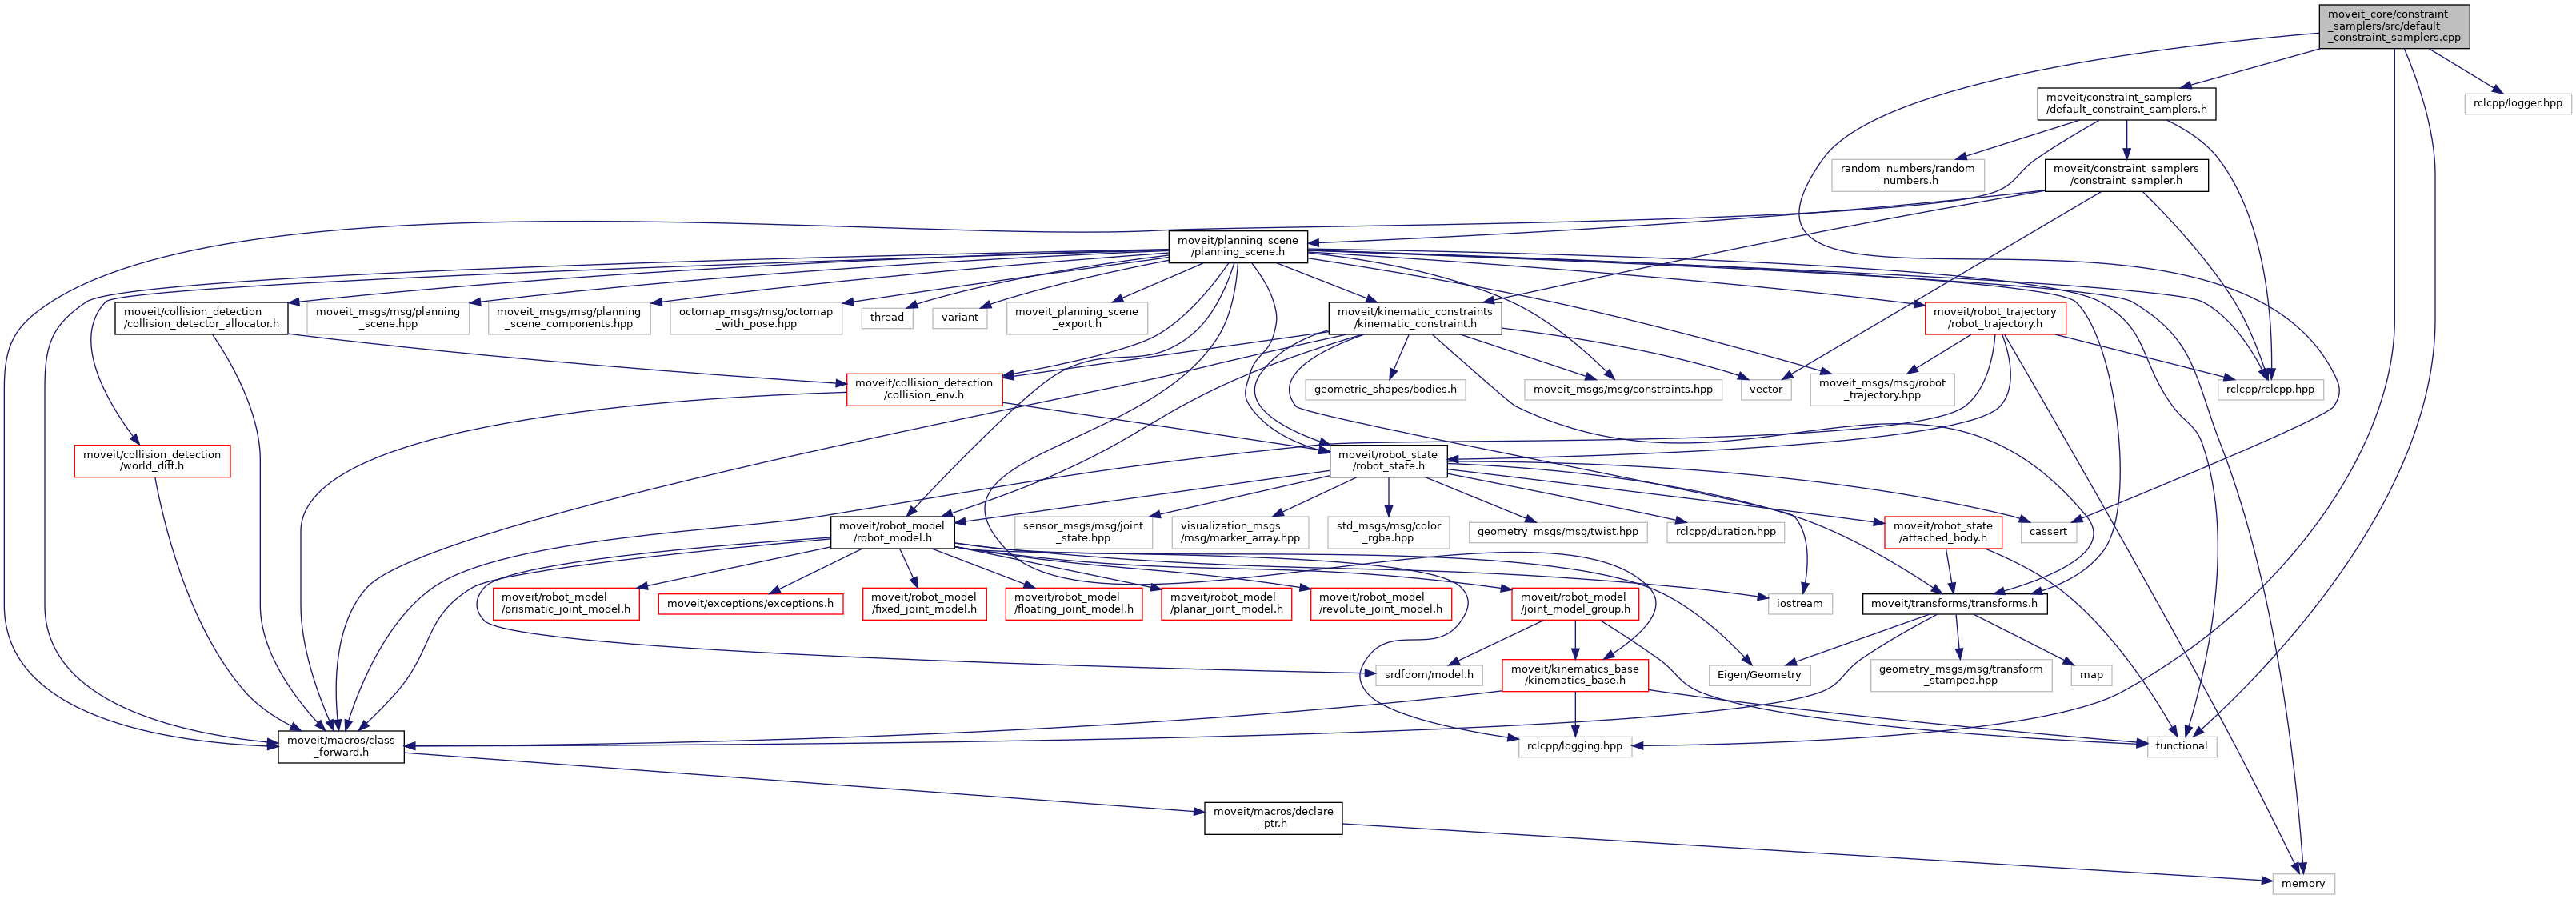 moveit_core/constraint
_samplers/src/default
_constraint_samplers.cpp
moveit/constraint_samplers
/default_constraint_samplers.h
rclcpp/logger.hpp
random_numbers/random
_numbers.h
moveit/constraint_samplers
/constraint_sampler.h
moveit/planning_scene
/planning_scene.h
moveit/collision_detection
/collision_detector_allocator.h
moveit_msgs/msg/planning
_scene.hpp
moveit_msgs/msg/planning
_scene_components.hpp
octomap_msgs/msg/octomap
_with_pose.hpp
thread
variant
moveit_planning_scene
_export.h
moveit/kinematic_constraints
/kinematic_constraint.h
moveit/robot_trajectory
/robot_trajectory.h
moveit/collision_detection
/collision_env.h
geometric_shapes/bodies.h
moveit_msgs/msg/constraints.hpp
vector
moveit_msgs/msg/robot
_trajectory.hpp
rclcpp/rclcpp.hpp
moveit/collision_detection
/world_diff.h
moveit/robot_state
/robot_state.h
moveit/robot_model
/robot_model.h
sensor_msgs/msg/joint
_state.hpp
visualization_msgs
/msg/marker_array.hpp
std_msgs/msg/color
_rgba.hpp
geometry_msgs/msg/twist.hpp
rclcpp/duration.hpp
moveit/robot_state
/attached_body.h
cassert
moveit/robot_model
/prismatic_joint_model.h
moveit/exceptions/exceptions.h
moveit/robot_model
/fixed_joint_model.h
moveit/robot_model
/floating_joint_model.h
moveit/robot_model
/planar_joint_model.h
moveit/robot_model
/revolute_joint_model.h
moveit/robot_model
/joint_model_group.h
iostream
moveit/transforms/transforms.h
srdfdom/model.h
moveit/kinematics_base
/kinematics_base.h
Eigen/Geometry
geometry_msgs/msg/transform
_stamped.hpp
map
moveit/macros/class
_forward.h
rclcpp/logging.hpp
functional
moveit/macros/declare
_ptr.h
memory